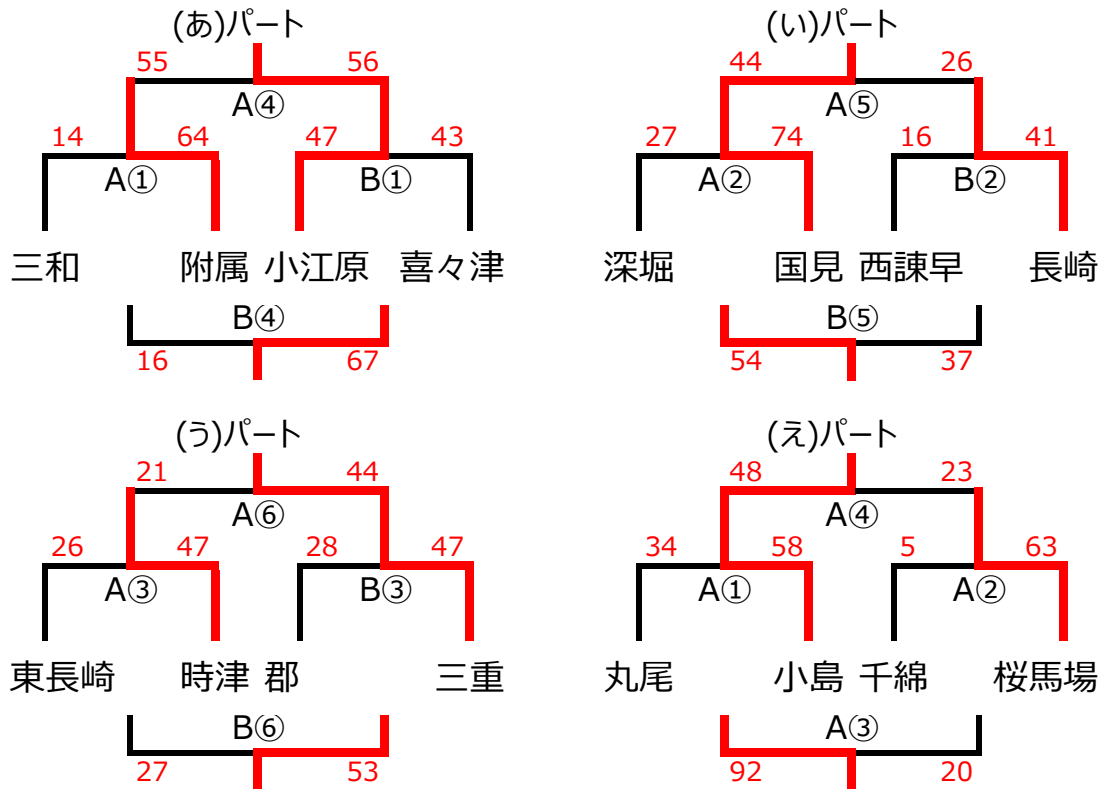 (あ)パート
55 56
A④
14 64 47 43
A① B①
三和 附属 小江原 喜々津
B④
16 67
(い)パート
44 26
A⑤
27 74 16 41
A② B②
深堀 国見 西諫早 長崎
B⑤
54 37
(う)パート
21 44
A⑥
26 47 28 47
A③ B③
東長崎 時津 郡 三重
B⑥
27 53
(え)パート
48 23
A④
34 58 5 63
A① A②
丸尾 小島 千綿 桜馬場
A③
92 20